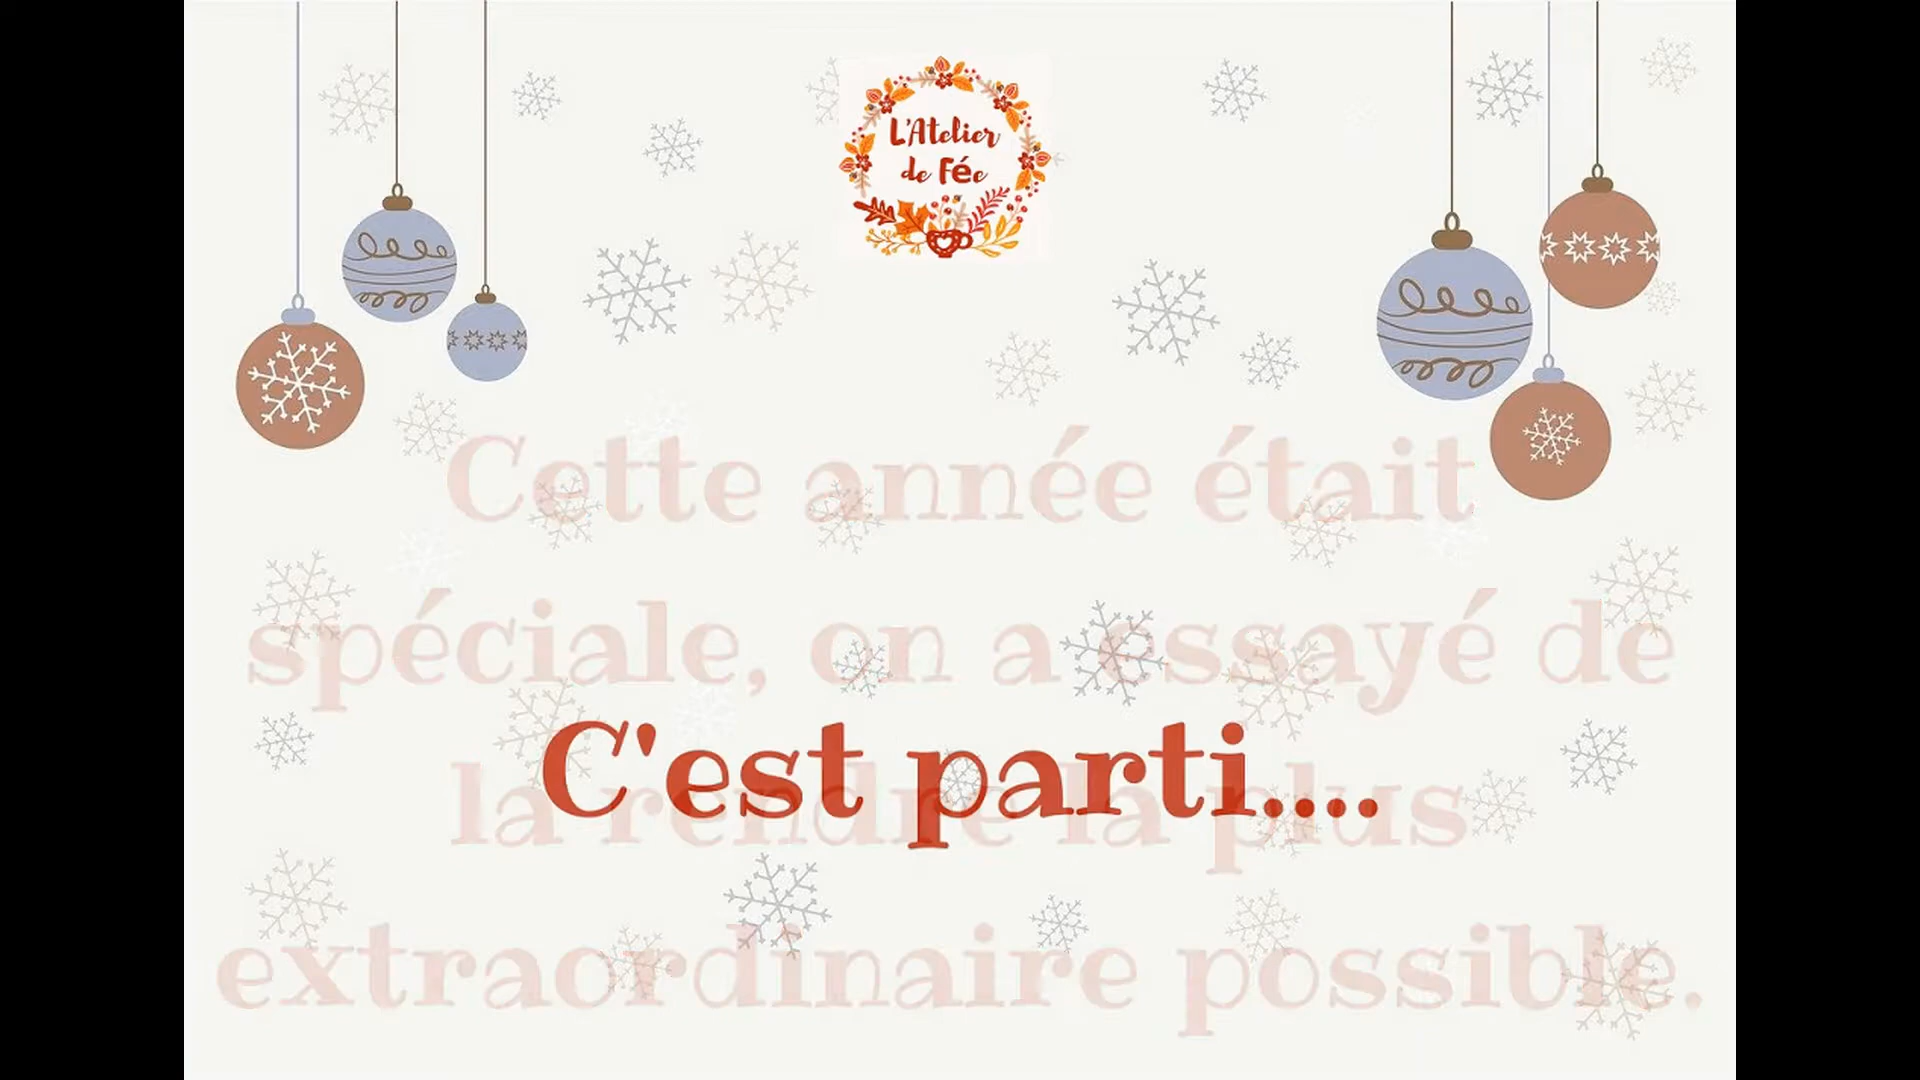 L'Atelier
de Fée
Cette année était
spéciale, on a essayé de
C'est parti....
la rendre la plus
extraordinaire possible.